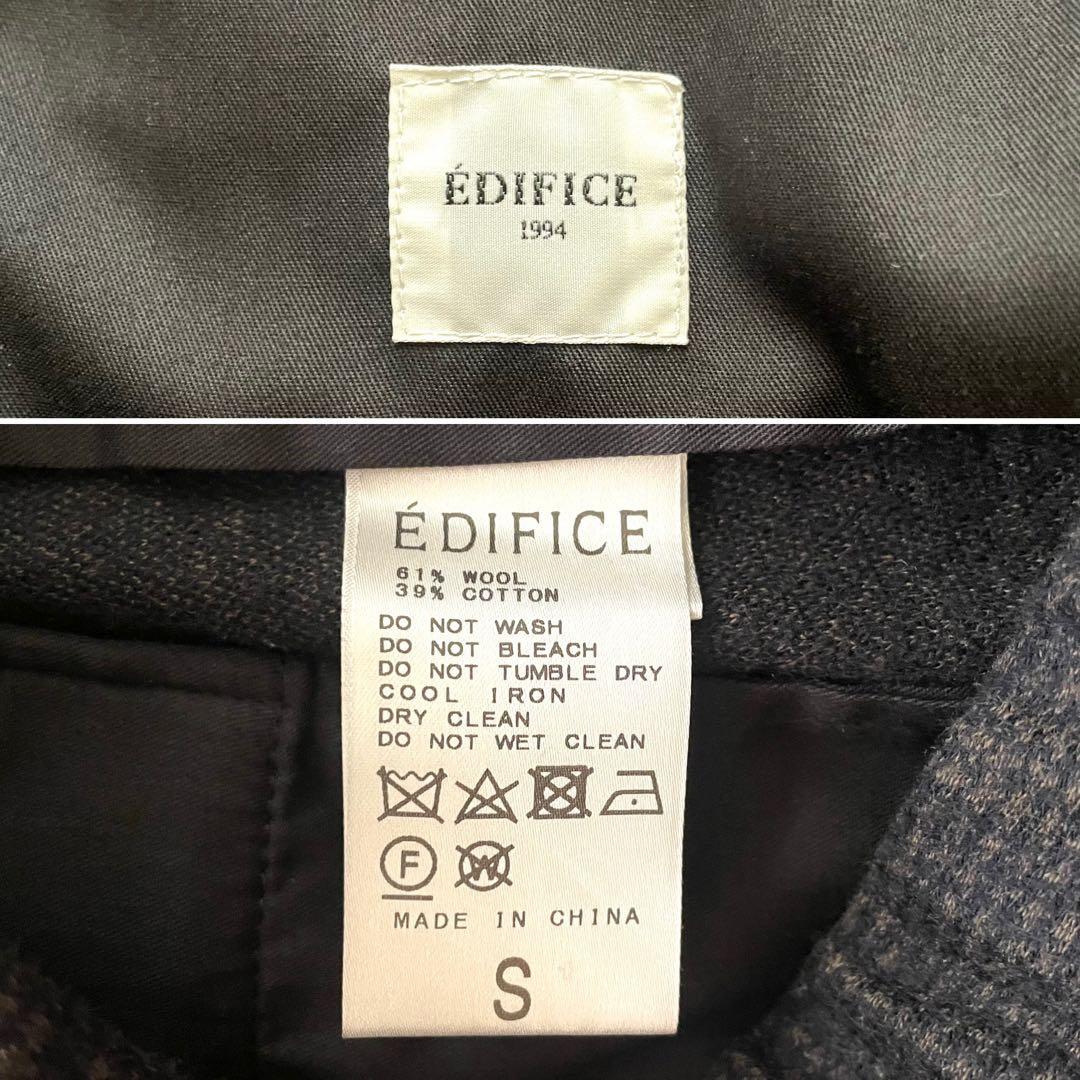 ÉDIFICE
1994
ÉDIFICE
61% WOOL
39% COTTON
DO NOT WASH
DO NOT BLEACH
DO NOT TUMBLE DRY
COOL IRON
DRY CLEAN
DO NOT WET CLEAN
F W
MADE IN CHINA
S